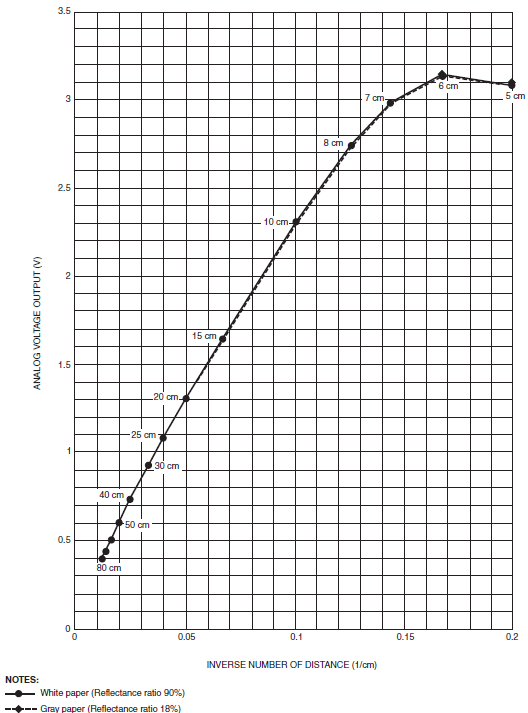 3.5
3
2.5
2
1.5
1
0.5
0
ANALOG VOLTAGE OUTPUT (V)
5 cm
6 cm
7 cm
8 cm
10 cm
15 cm
20 cm
25 cm
30 cm
40 cm
50 cm
80 cm
0
0.05
0.1
0.15
0.2
INVERSE NUMBER OF DISTANCE (1/cm)
NOTES:
White paper (Reflectance ratio 90%)
Gray paper (Reflectance ratio 18%)